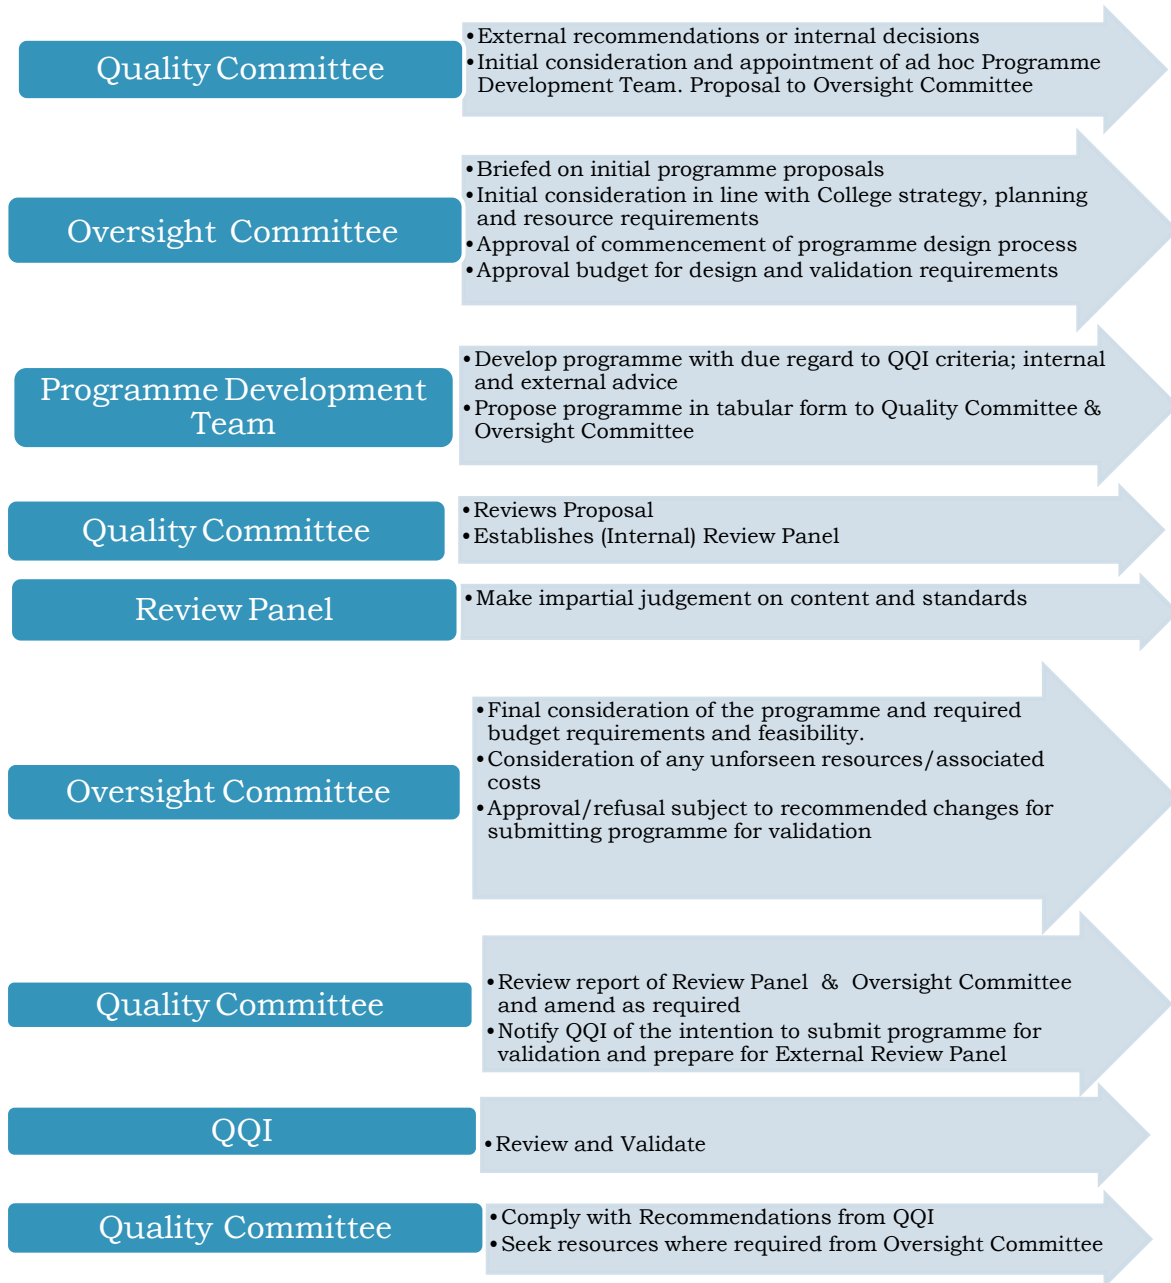 Quality Committee
•External recommendations or internal decisions
•Initial consideration and appointment of ad hoc Programme
Development Team. Proposal to Oversight Committee
Oversight Committee
•Briefed on initial programme proposals
•Initial consideration in line with College strategy, planning
and resource requirements
•Approval of commencement of programme design process
•Approval budget for design and validation requirements
Programme Development
Team
•Develop programme with due regard to QQI criteria; internal
and external advice
•Propose programme in tabular form to Quality Committee &
Oversight Committee
Quality Committee
•Reviews Proposal
•Establishes (Internal) Review Panel
Review Panel
•Make impartial judgement on content and standards
Oversight Committee
•Final consideration of the programme and required
budget requirements and feasibility.
•Consideration of any unforseen resources/associated
costs
•Approval/refusal subject to recommended changes for
submitting programme for validation
Quality Committee
•Review report of Review Panel & Oversight Committee
and amend as required
•Notify QQI of the intention to submit programme for
validation and prepare for External Review Panel
QQI
•Review and Validate
Quality Committee
•Comply with Recommendations from QQI
•Seek resources where required from Oversight Committee